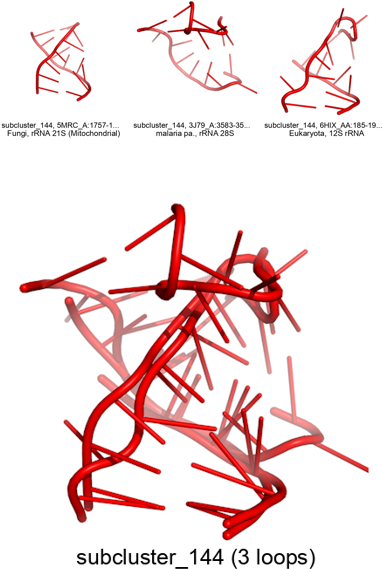 subcluster_144, 5MRC_A:1757-1...
Fungi, rRNA 21S (Mitochondrial)
subcluster_144, 3J79_A:3583-35...
malaria pa., rRNA 28S
subcluster_144, 6HIX_AA:185-19...
Eukaryota, 12S rRNA
subcluster_144 (3 loops)